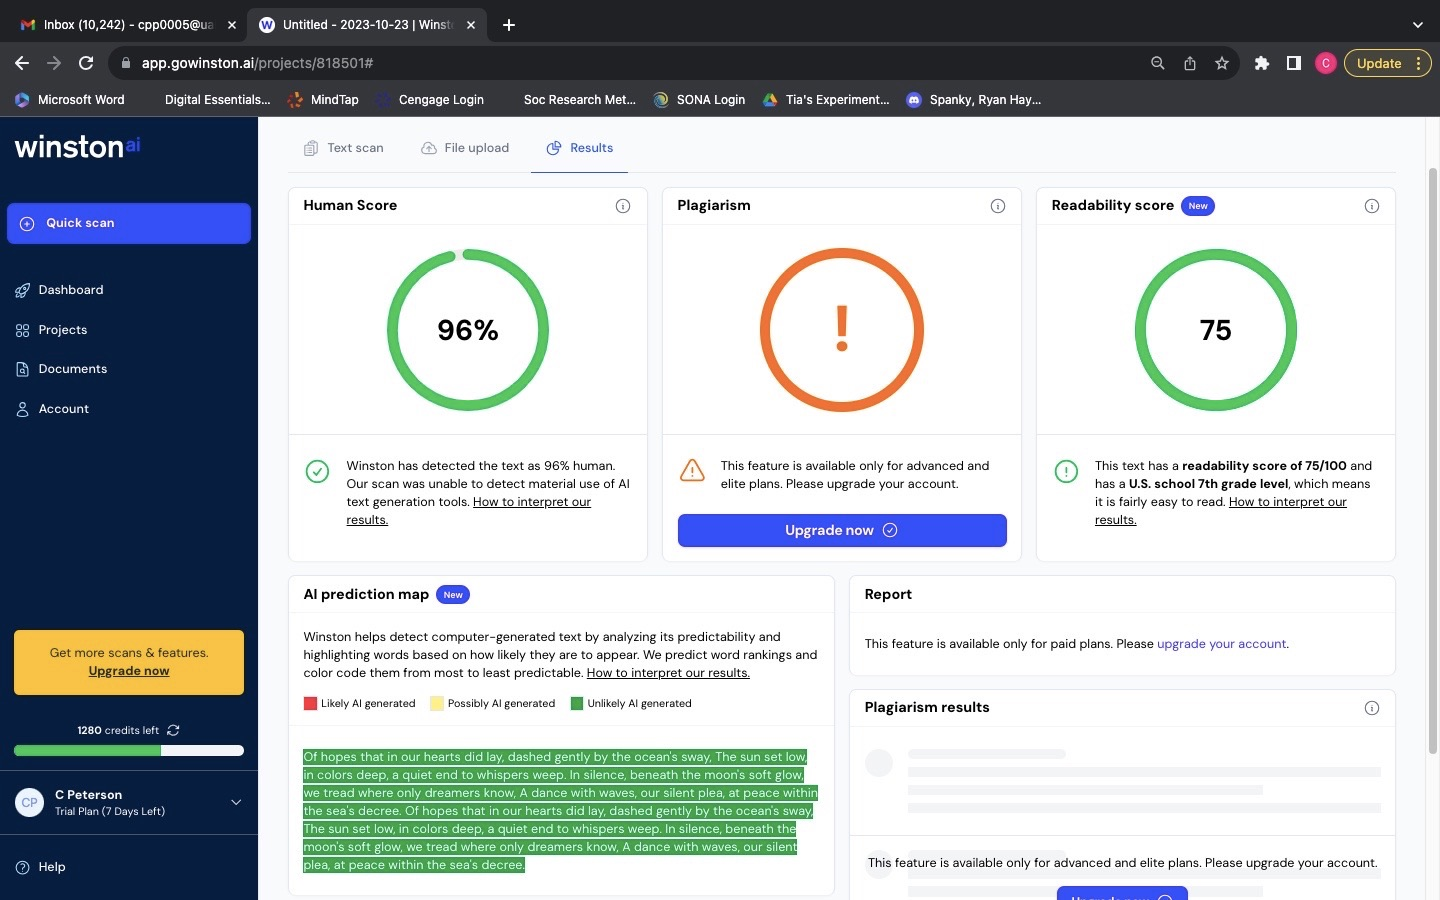 Inbox (10,242) - cpp0005@ua
Untitled - 2023-10-23 | Winst
app.gowinston.ai/projects/818501#
C
Update
Microsoft Word
Digital Essentials...
MindTap
Cengage Login
Soc Research Met...
SONA Login
Tia's Experiment...
Spanky, Ryan Hay...
winston ai
Quick scan
Dashboard
Projects
Documents
Account
Get more scans & features.
Upgrade now
1280 credits left
CP
C Peterson
Trial Plan (7 Days Left)
Help
Text scan
File upload
Results
Human Score
96%
Winston has detected the text as 96% human.
Our scan was unable to detect material use of AI
text generation tools. How to interpret our
results.
Plagiarism
!
This feature is available only for advanced and
elite plans. Please upgrade your account.
Upgrade now
Readability score New
75
This text has a readability score of 75/100 and
has a U.S. school 7th grade level, which means
it is fairly easy to read. How to interpret our
results.
AI prediction map New
Winston helps detect computer-generated text by analyzing its predictability and
highlighting words based on how likely they are to appear. We predict word rankings and
color code them from most to least predictable. How to interpret our results.
Likely AI generated
Possibly AI generated
Unlikely AI generated
Of hopes that in our hearts did lay, dashed gently by the ocean's sway, The sun set low,
in colors deep, a quiet end to whispers weep. In silence, beneath the moon's soft glow,
we tread where only dreamers know, A dance with waves, our silent plea, at peace within
the sea's decree. Of hopes that in our hearts did lay, dashed gently by the ocean's sway,
The sun set low, in colors deep, a quiet end to whispers weep. In silence, beneath the
moon's soft glow, we tread where only dreamers know, A dance with waves, our silent
plea, at peace within the sea's decree.
Report
This feature is available only for paid plans. Please upgrade your account.
Plagiarism results
This feature is available only for advanced and elite plans. Please upgrade your account.
Upgrade now